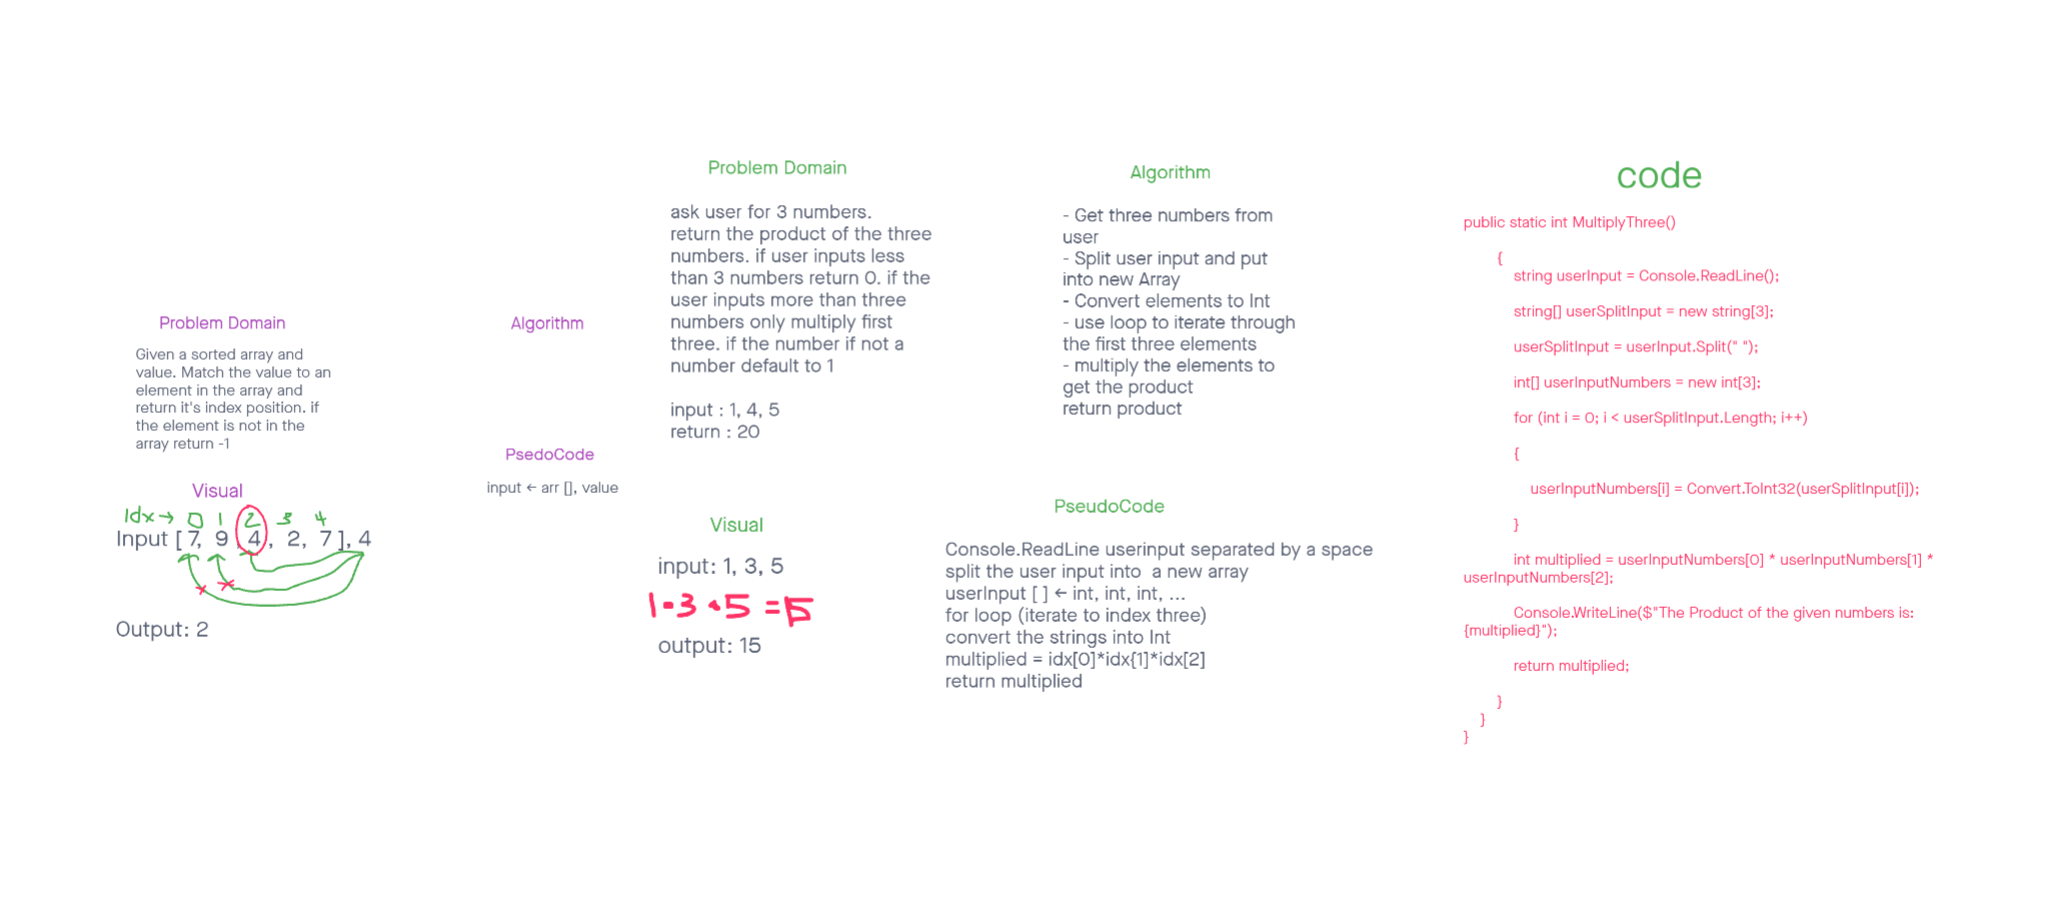 Problem Domain
Given a sorted array and
value. Match the value to an
element in the array and
return it's index position. if
the element is not in the
array return -1
Visual
Idx → 0 1 2 3 4
Input [ 7, 9 , 4 , 2, 7 ], 4
Output: 2
Algorithm
PsedoCode
input ← arr [], value
Problem Domain
ask user for 3 numbers.
return the product of the three
numbers. if user inputs less
than 3 numbers return 0. if the
user inputs more than three
numbers only multiply first
three. if the number if not a
number default to 1
input : 1, 4, 5
return : 20
Visual
input: 1, 3, 5
1 · 3 · 5 =
output: 15
Algorithm
- Get three numbers from
user
- Split user input and put
into new Array
- Convert elements to Int
- use loop to iterate through
the first three elements
- multiply the elements to
get the product
return product
PseudoCode
Console.ReadLine userinput separated by a space
split the user input into  a new array
userInput [ ] ← int, int, int, ...
for loop (iterate to index three)
convert the strings into Int
multiplied = idx[0]*idx{1]*idx[2]
return multiplied
code
public static int MultiplyThree()
{
string userInput = Console.ReadLine();
string[] userSplitInput = new string[3];
userSplitInput = userInput.Split(" ");
int[] userInputNumbers = new int[3];
for (int i = 0; i < userSplitInput.Length; i++)
{
userInputNumbers[i] = Convert.ToInt32(userSplitInput[i]);
}
int multiplied = userInputNumbers[0] * userInputNumbers[1] *
userInputNumbers[2];
Console.WriteLine($"The Product of the given numbers is:
{multiplied}");
return multiplied;
}
}
}